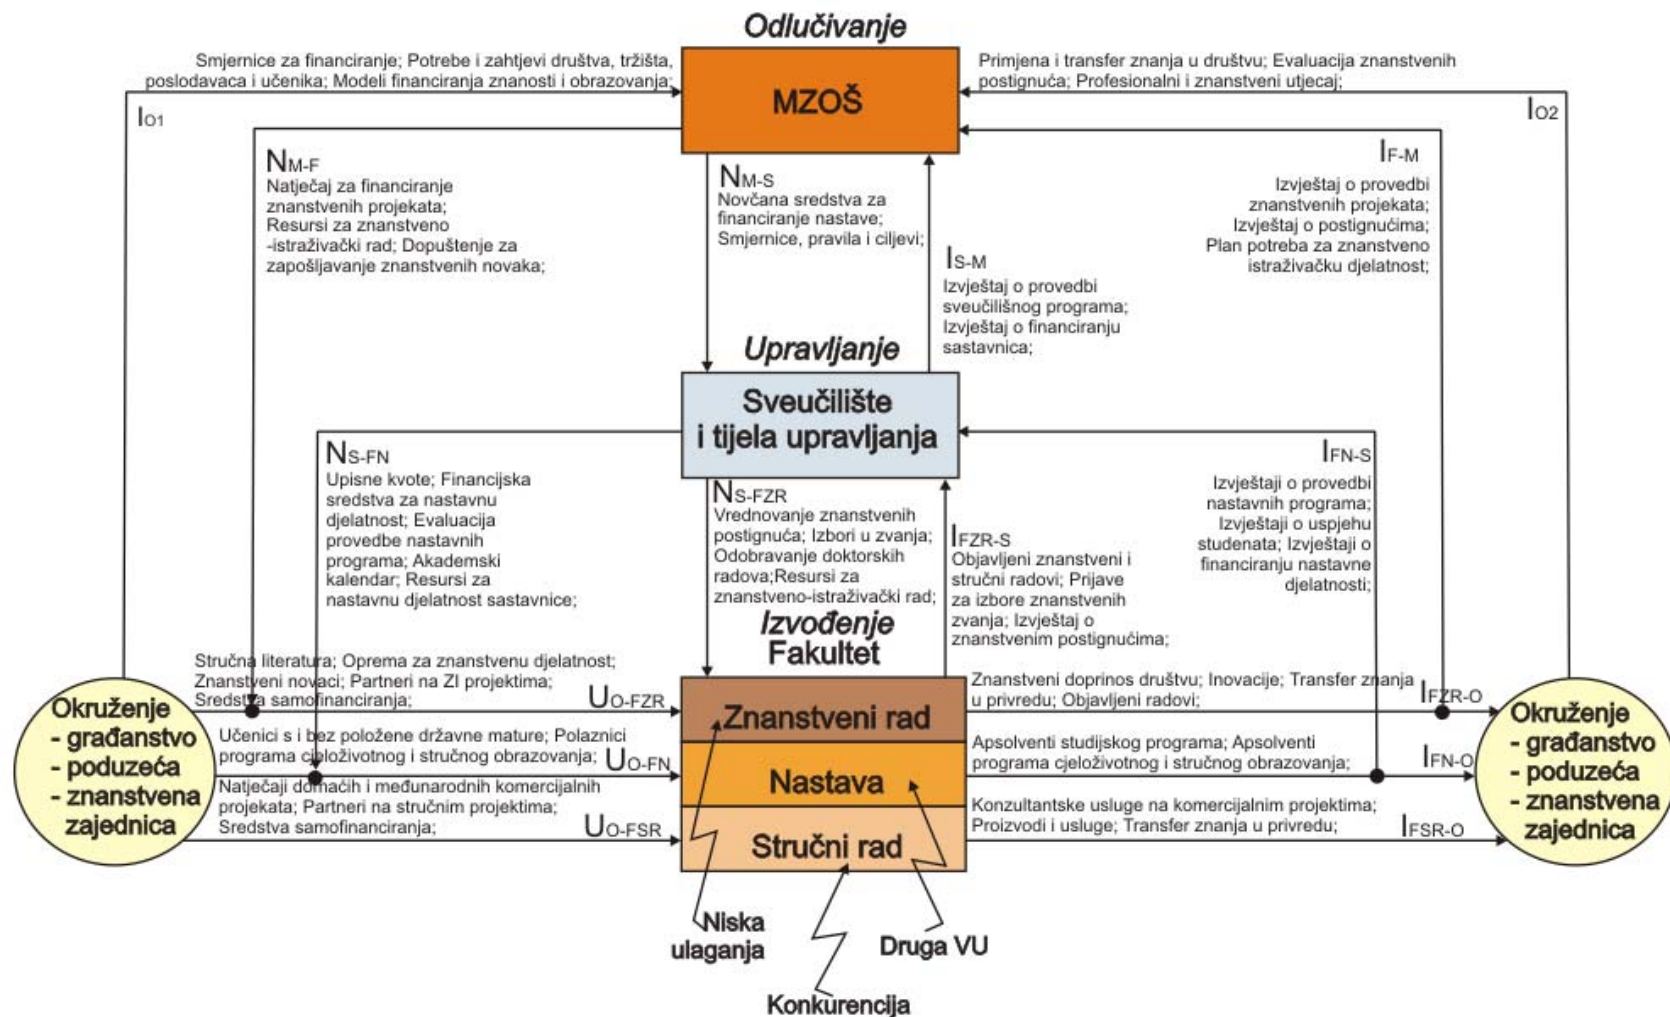 Odlučivanje
MZOŠ
Smjernice za financiranje; Potrebe i zahtjevi društva, tržišta,
poslodavaca i učenika; Modeli financiranja znanosti i obrazovanja;
IO1
Primjena i transfer znanja u društvu; Evaluacija znanstvenih
postignuća; Profesionalni i znanstveni utjecaj;
IO2
NM-F
Natječaj za financiranje
znanstvenih projekata;
Resursi za znanstveno
-istraživački rad; Dopuštenje za
zapošljavanje znanstvenih novaka;
NM-S
Novčana sredstva za
financiranje nastave;
Smjernice, pravila i ciljevi;
IS-M
Izvještaj o provedbi
sveučilišnog programa;
Izvještaj o financiranju
sastavnica;
IF-M
Izvještaj o provedbi
znanstvenih projekata;
Izvještaj o postignućima;
Plan potreba za znanstveno
istraživačku djelatnost;
Upravljanje
Sveučilište
i tijela upravljanja
NS-FN
Upisne kvote; Financijska
sredstva za nastavnu
djelatnost; Evaluacija
provedbe nastavnih
programa; Akademski
kalendar; Resursi za
nastavnu djelatnost sastavnice;
NS-FZR
Vrednovanje znanstvenih
postignuća; Izbori u zvanja;
Odobravanje doktorskih
radova;Resursi za
znanstveno-istraživački rad;
IFZR-S
Objavljeni znanstveni i
stručni radovi; Prijave
za izbore znanstvenih
zvanja; Izvještaj o
znanstvenim postignućima;
IFN-S
Izvještaji o provedbi
nastavnih programa;
Izvještaji o uspjehu
studenata; Izvještaji o
financiranju nastavne
djelatnosti;
Izvođenje
Fakultet
Znanstveni rad
Nastava
Stručni rad
Okruženje
- građanstvo
- poduzeća
- znanstvena
zajednica
Stručna literatura; Oprema za znanstvenu djelatnost;
Znanstveni novaci; Partneri na ZI projektima;
Sredstva samofinanciranja;
UO-FZR
Učenici s i bez položene državne mature; Polaznici
programa cjeloživotnog i stručnog obrazovanja;
UO-FN
Natječaji domaćih i međunarodnih komercijalnih
projekata; Partneri na stručnim projektima;
Sredstva samofinanciranja;
UO-FSR
Znanstveni doprinos društvu; Inovacije; Transfer znanja
u privredu; Objavljeni radovi;
IFZR-O
Apsolventi studijskog programa; Apsolventi
programa cjeloživotnog i stručnog obrazovanja;
IFN-O
Konzultantske usluge na komercijalnim projektima;
Proizvodi i usluge; Transfer znanja u privredu;
IFSR-O
Okruženje
- građanstvo
- poduzeća
- znanstvena
zajednica
Niska
ulaganja
Druga VU
Konkurencija